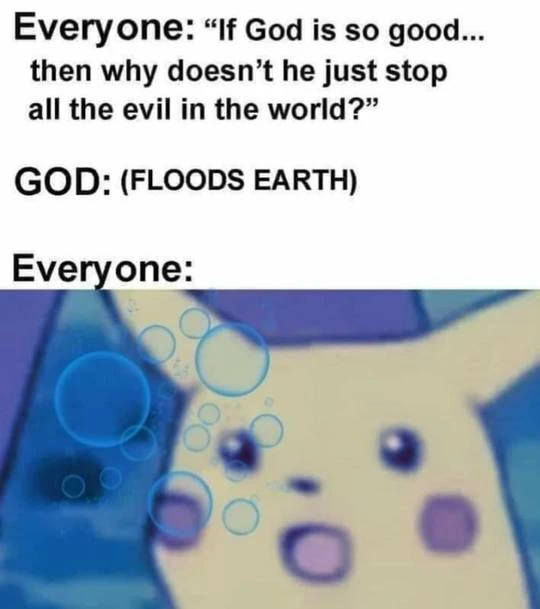 Everyone: “If God is so good...
then why doesn’t he just stop
all the evil in the world?”
GOD: (FLOODS EARTH)
Everyone: